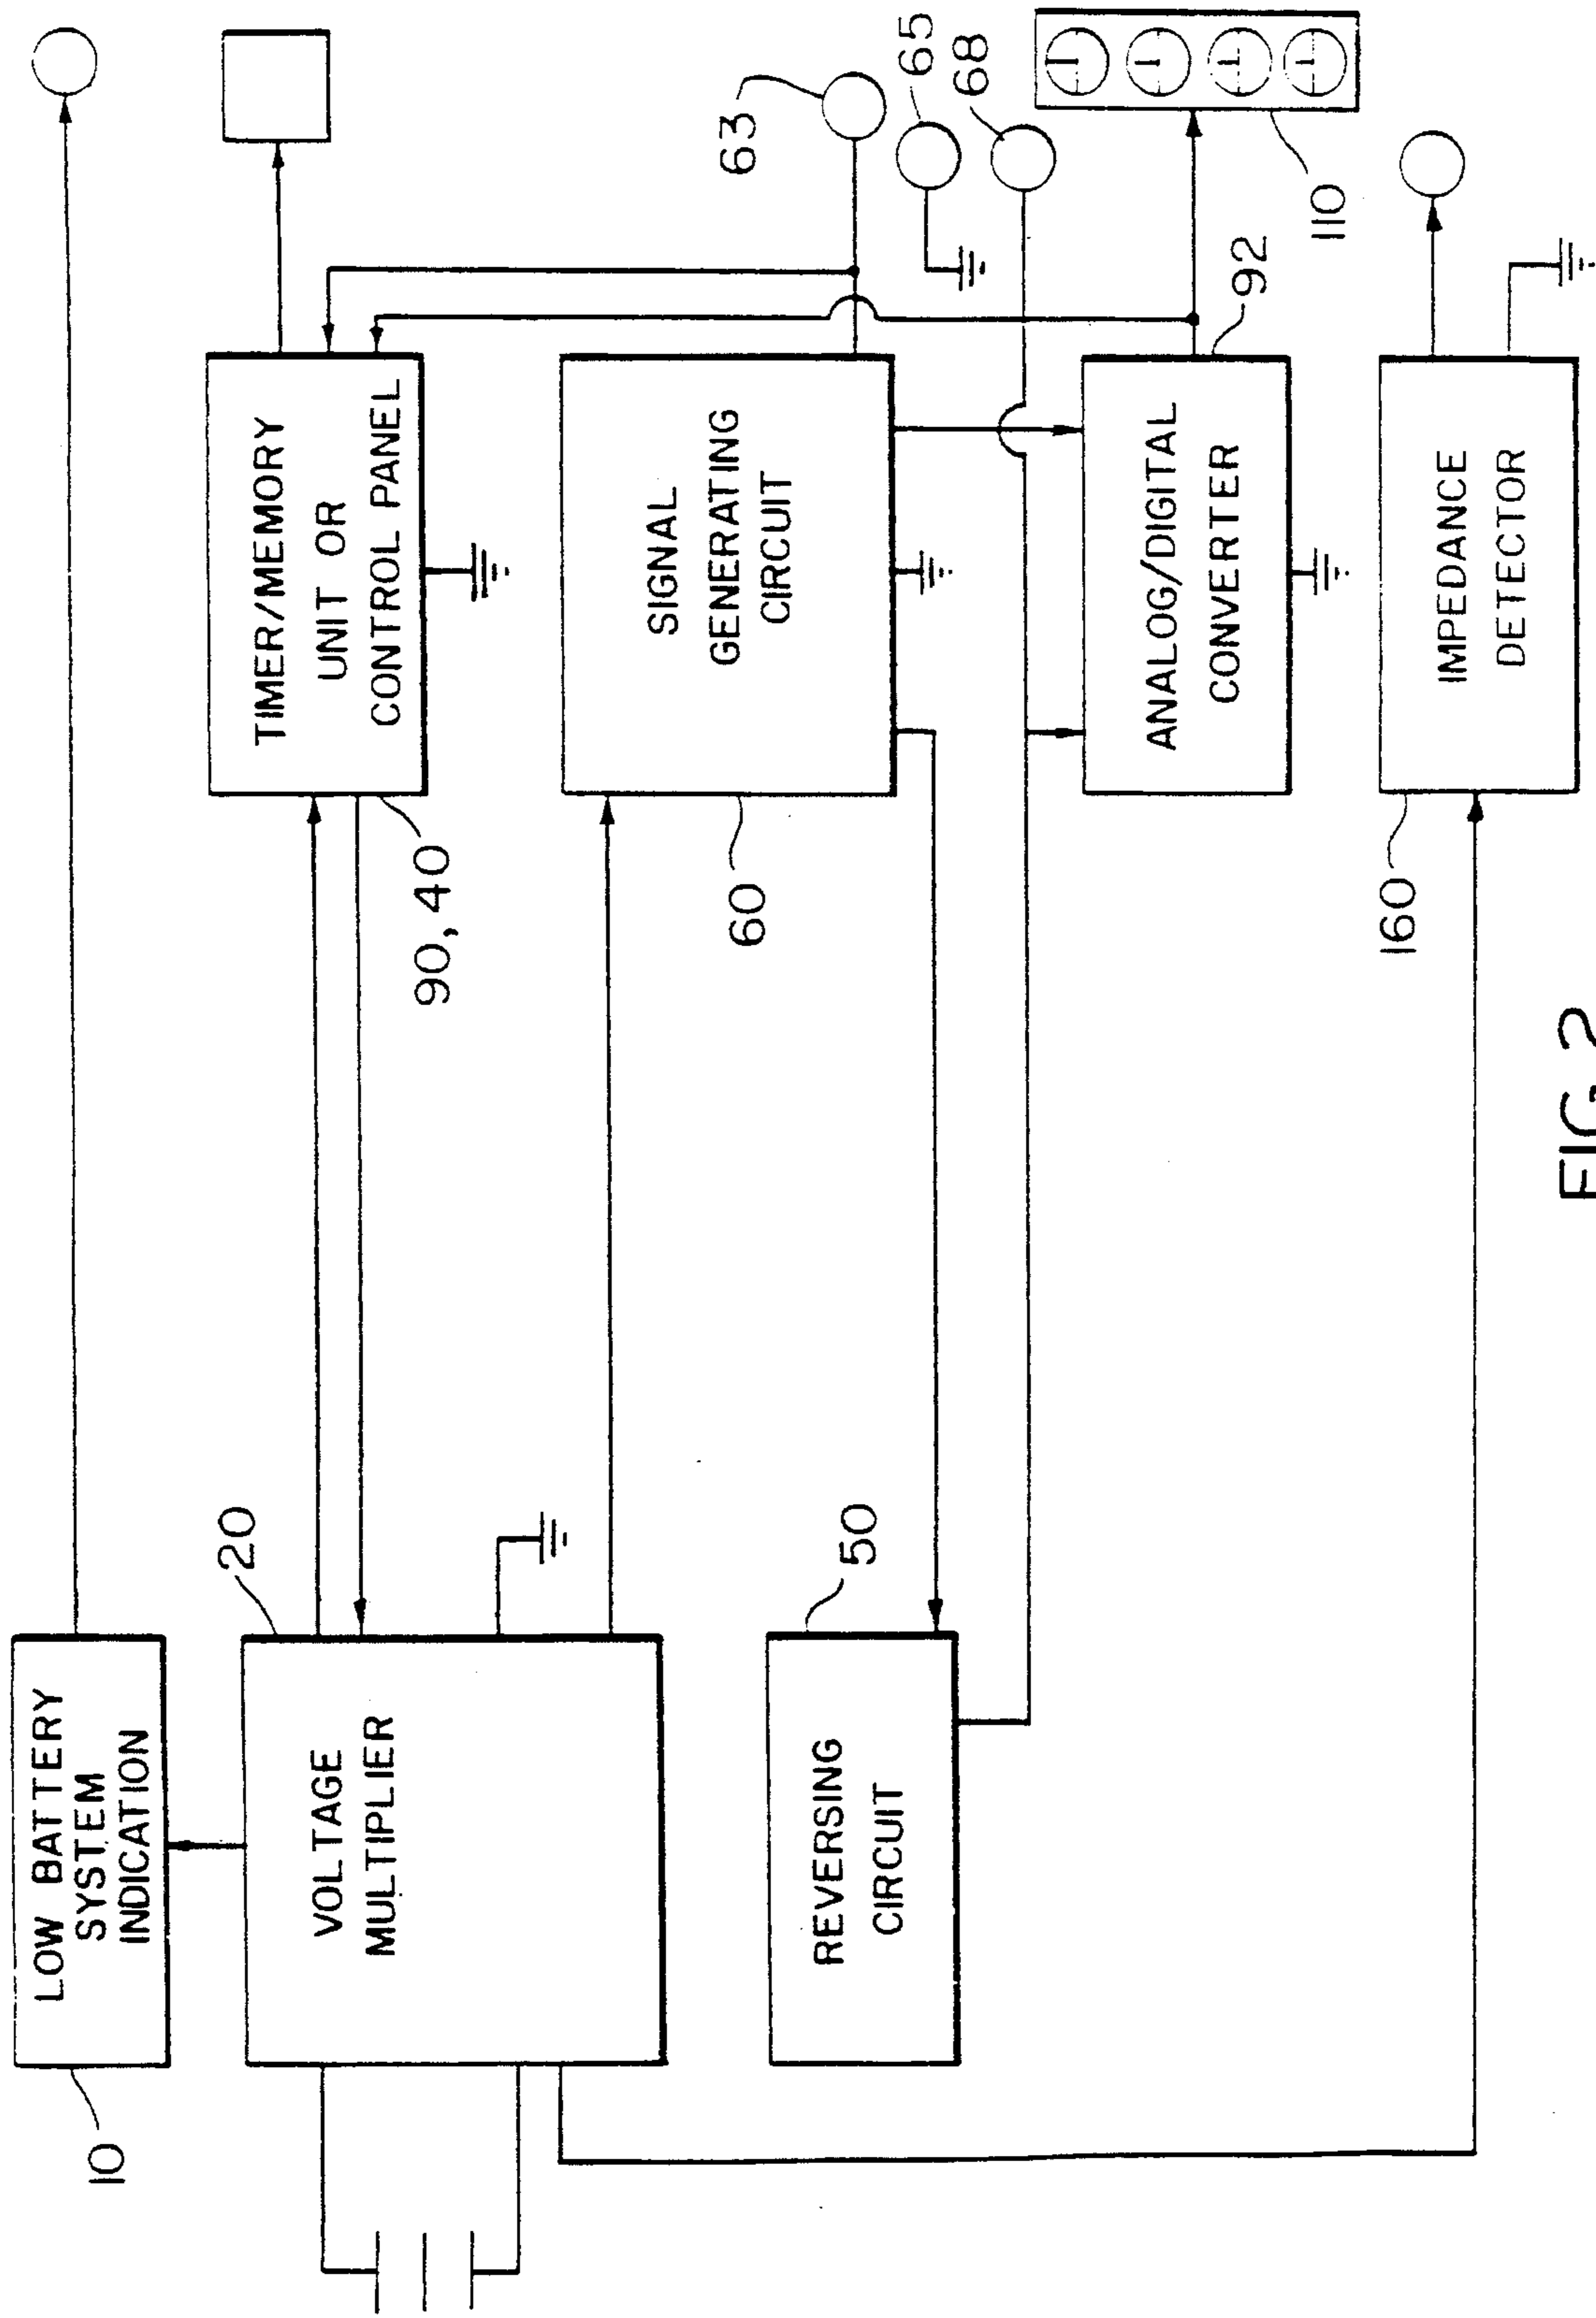 10
LOW BATTERY
SYSTEM
INDICATION
20
VOLTAGE
MULTIPLIER
TIMER/MEMORY
UNIT OR
CONTROL PANEL
90, 40
63
65
68
SIGNAL
GENERATING
CIRCUIT
60
50
REVERSING
CIRCUIT
ANALOG/DIGITAL
CONVERTER
92
110
IMPEDANCE
DETECTOR
160
FIG. 2